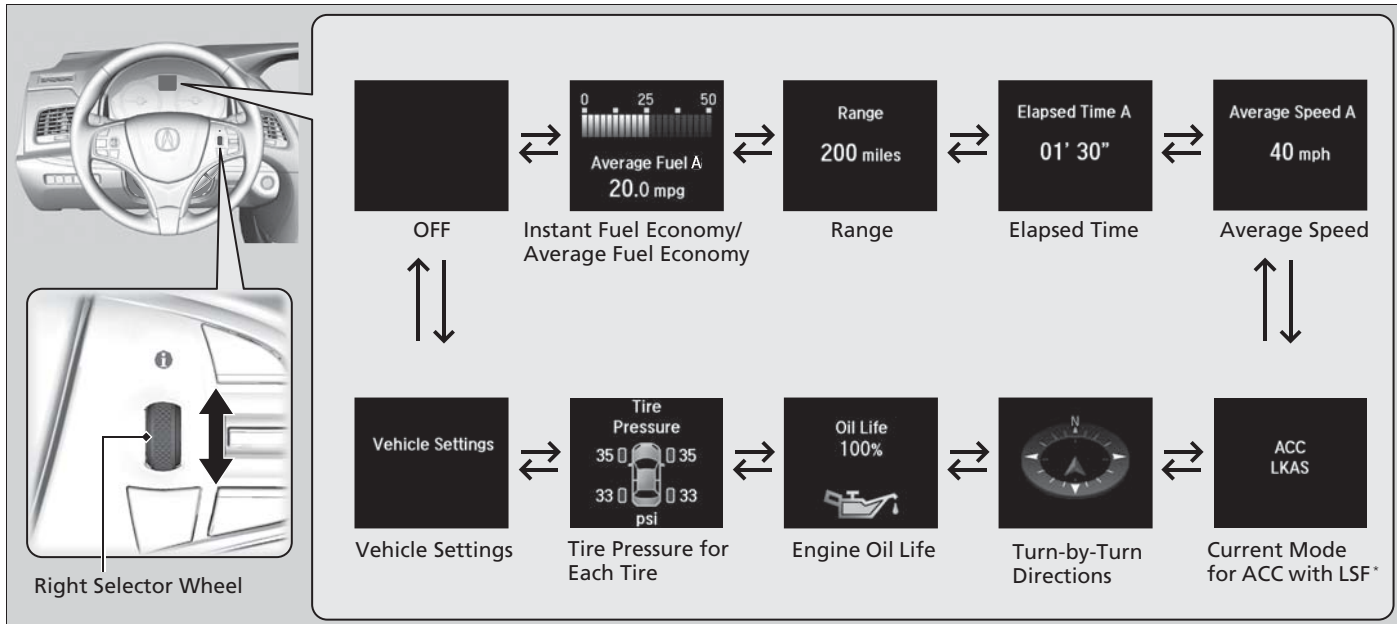 0 25 50
Average Fuel A
20.0 mpg
Range
200 miles
Elapsed Time A
01' 30”
Average Speed A
40 mph
OFF
Instant Fuel Economy/
Average Fuel Economy
Range
Elapsed Time
Average Speed
i
Vehicle Settings
Tire
Pressure
35 35
33 33
psi
Oil Life
100%
N
ACC
LKAS
Vehicle Settings
Tire Pressure for
Each Tire
Engine Oil Life
Turn-by-Turn
Directions
Current Mode
for ACC with LSF*
Right Selector Wheel